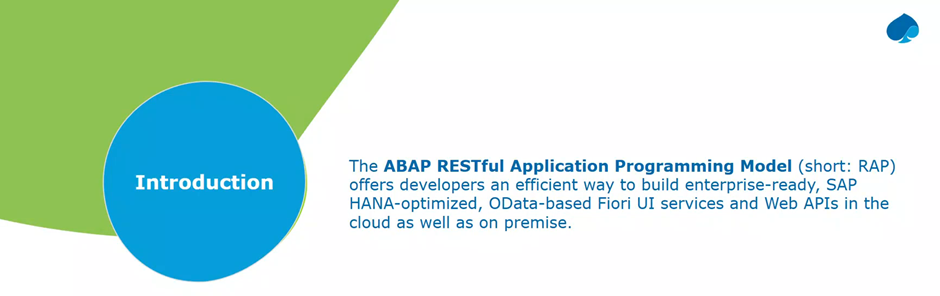 Introduction
The ABAP RESTful Application Programming Model (short: RAP)
offers developers an efficient way to build enterprise-ready, SAP
HANA-optimized, OData-based Fiori UI services and Web APIs in the
cloud as well as on premise.